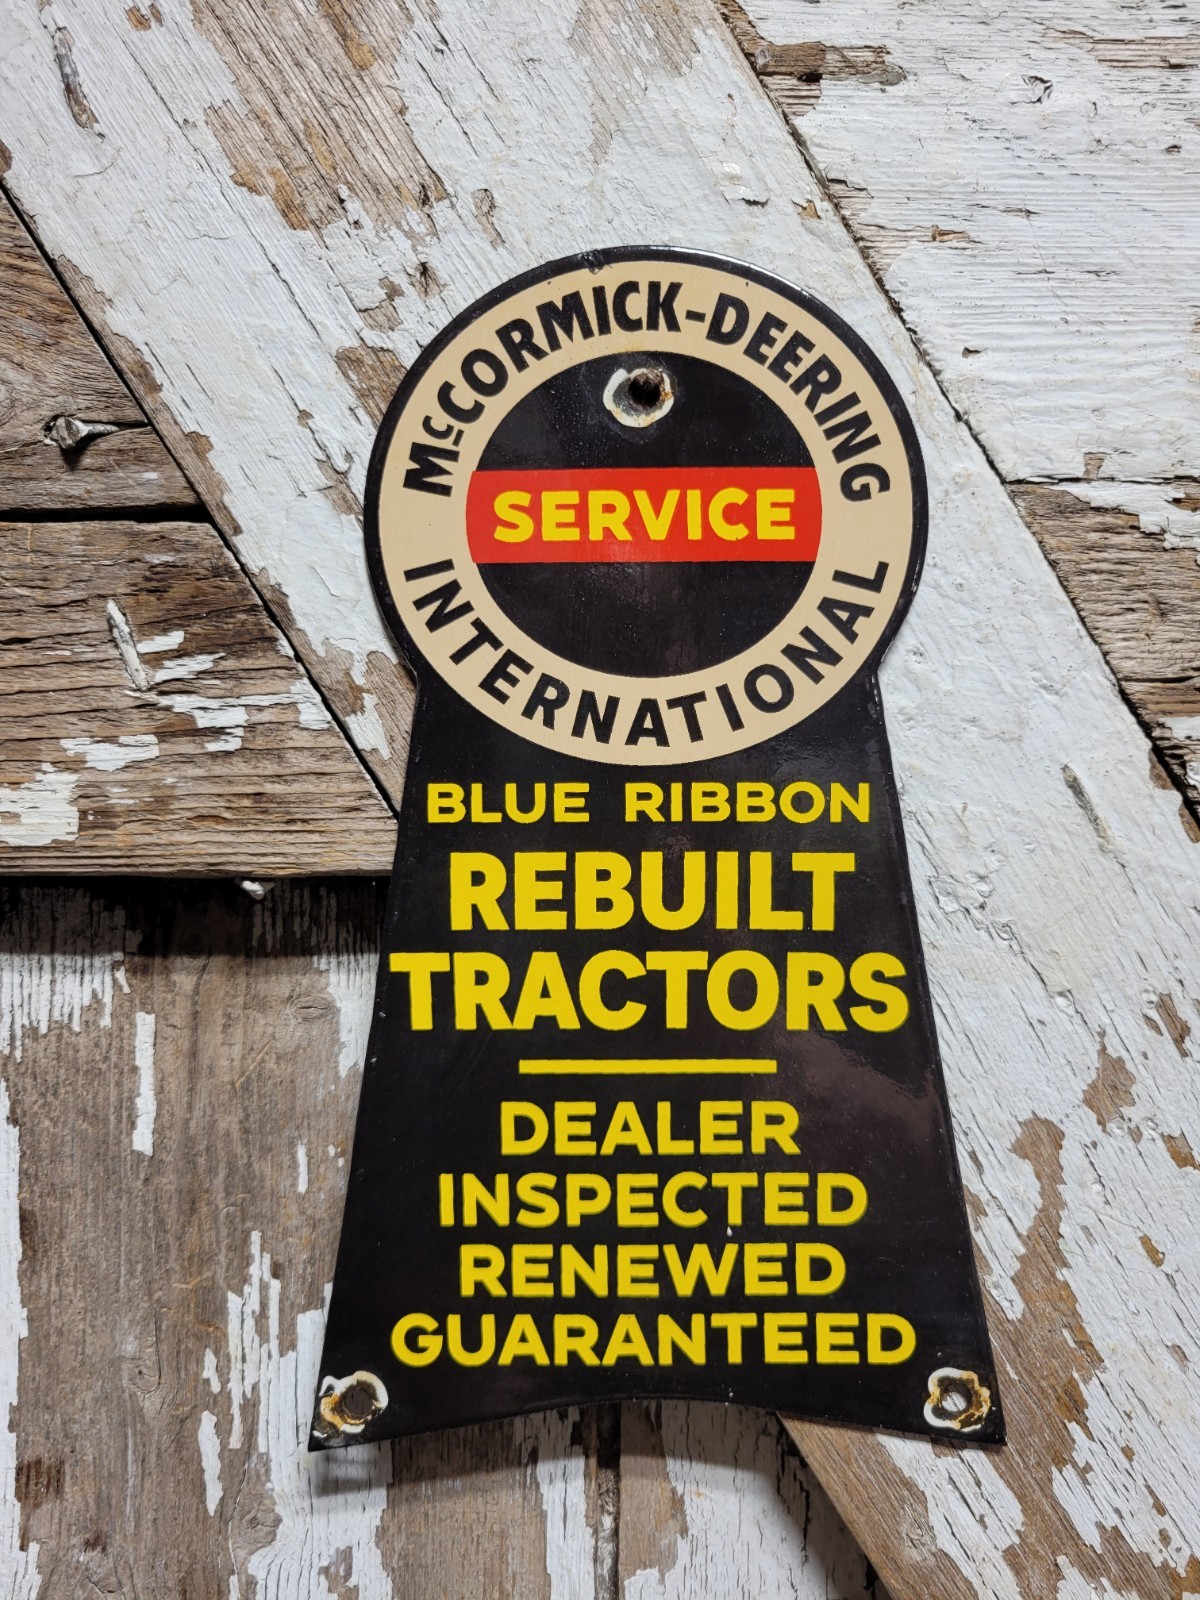 McCORMICK-DEERING
SERVICE
INTERNATIONAL
BLUE RIBBON
REBUILT
TRACTORS
DEALER
INSPECTED
RENEWED
GUARANTEED